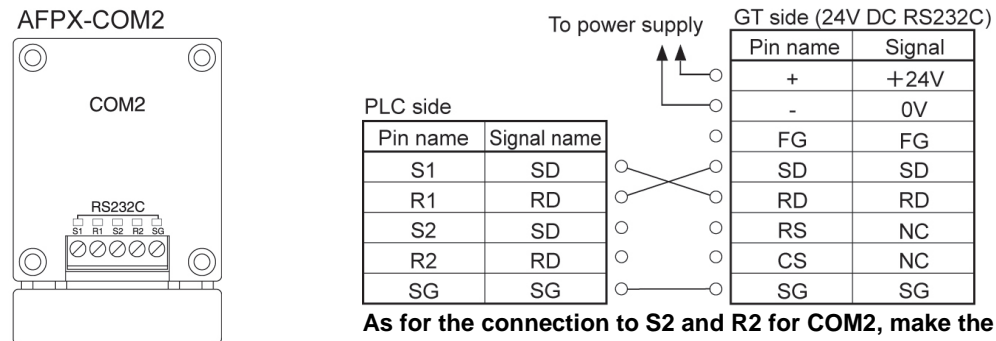 AFPX-COM2
COM2
RS232C
S1 R1 S2 R2 SG
To power supply
GT side (24V DC RS232C)
Pin name Signal
+ +24V
- 0V
FG FG
SD SD
RD RD
RS NC
CS NC
SG SG
PLC side
Pin name Signal name
S1 SD
R1 RD
S2 SD
R2 RD
SG SG
As for the connection to S2 and R2 for COM2, make the